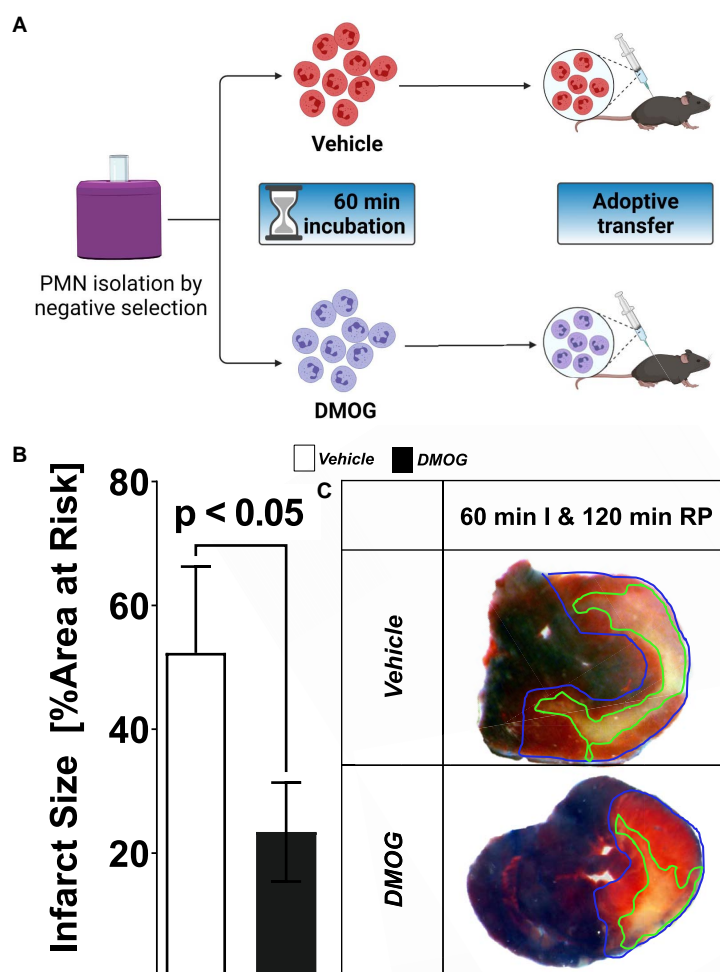 A
Vehicle
60 min
incubation
Adoptive
transfer
PMN isolation by
negative selection
DMOG
B
Vehicle DMOG
Infarct Size [%Area at Risk]
80
60
40
20
p < 0.05
C
60 min I & 120 min RP
Vehicle
DMOG